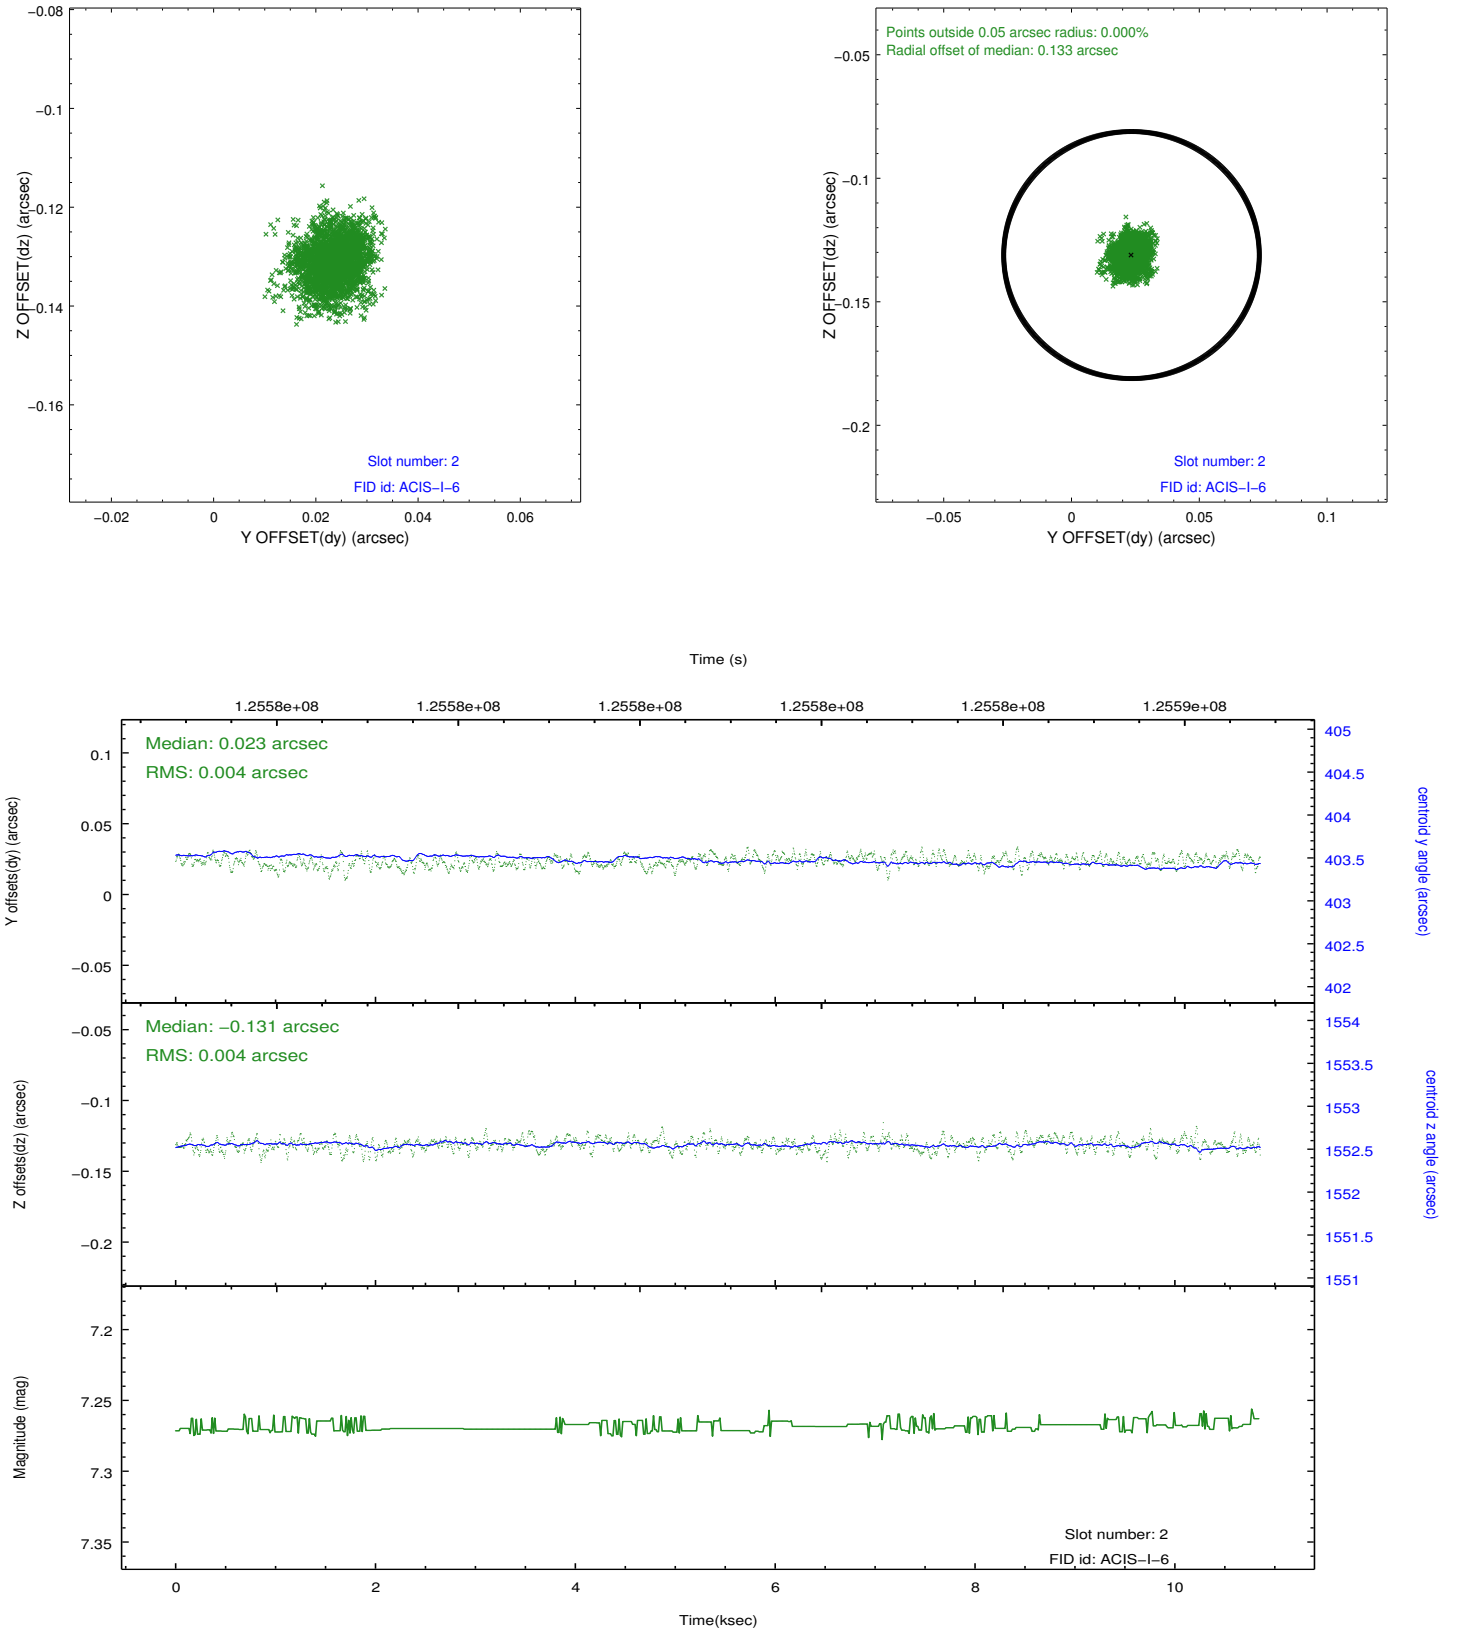 −0.08
−0.1
−0.12
−0.14
−0.16
Z OFFSET(dz) (arcsec)
Slot number: 2
FID id: ACIS−I−6
−0.02
0
0.02
0.04
0.06
Y OFFSET(dy) (arcsec)
Points outside 0.05 arcsec radius: 0.000%
Radial offset of median: 0.133 arcsec
−0.05
−0.1
−0.15
−0.2
Z OFFSET(dz) (arcsec)
Slot number: 2
FID id: ACIS−I−6
−0.05
0
0.05
0.1
Y OFFSET(dy) (arcsec)
Time (s)
1.2558e+08
1.2558e+08
1.2558e+08
1.2558e+08
1.2558e+08
1.2559e+08
Median: 0.023 arcsec
RMS: 0.004 arcsec
0.1
0.05
0
−0.05
Y offsets(dy) (arcsec)
405
404.5
404
403.5
403
402.5
402
centroid y angle (arcsec)
Median: −0.131 arcsec
RMS: 0.004 arcsec
−0.05
−0.1
−0.15
−0.2
Z offsets(dz) (arcsec)
1554
1553.5
1553
1552.5
1552
1551.5
1551
centroid z angle (arcsec)
7.2
7.25
7.3
7.35
Magnitude (mag)
Slot number: 2
FID id: ACIS−I−6
0
2
4
6
8
10
Time(ksec)